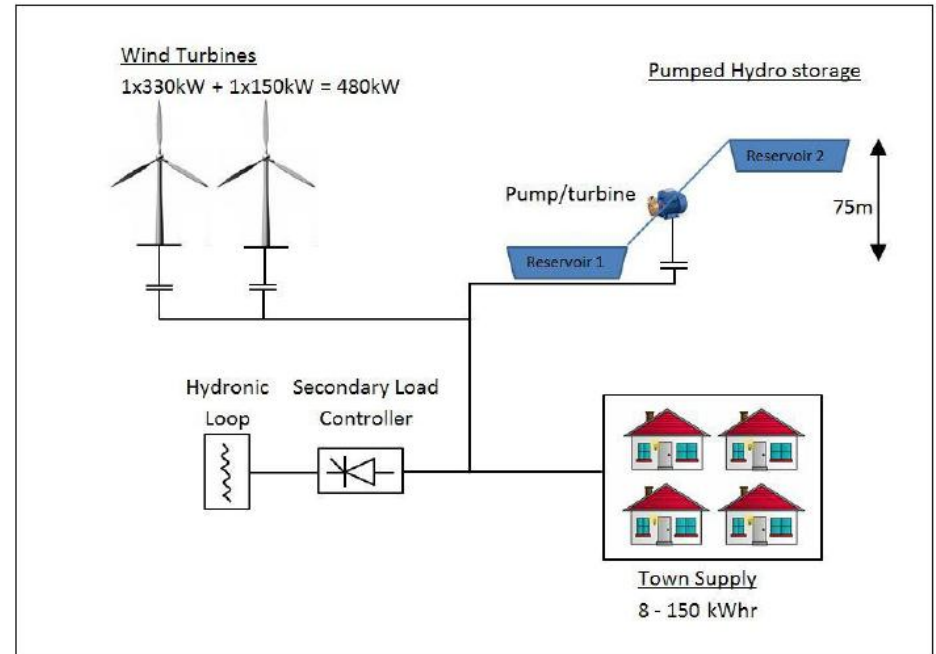 Wind Turbines
1x330kW + 1x150kW = 480kW
Pumped Hydro storage
Reservoir 2
Pump/turbine
75m
Reservoir 1
Hydronic
Loop
Secondary Load
Controller
Town Supply
8 - 150 kWhr